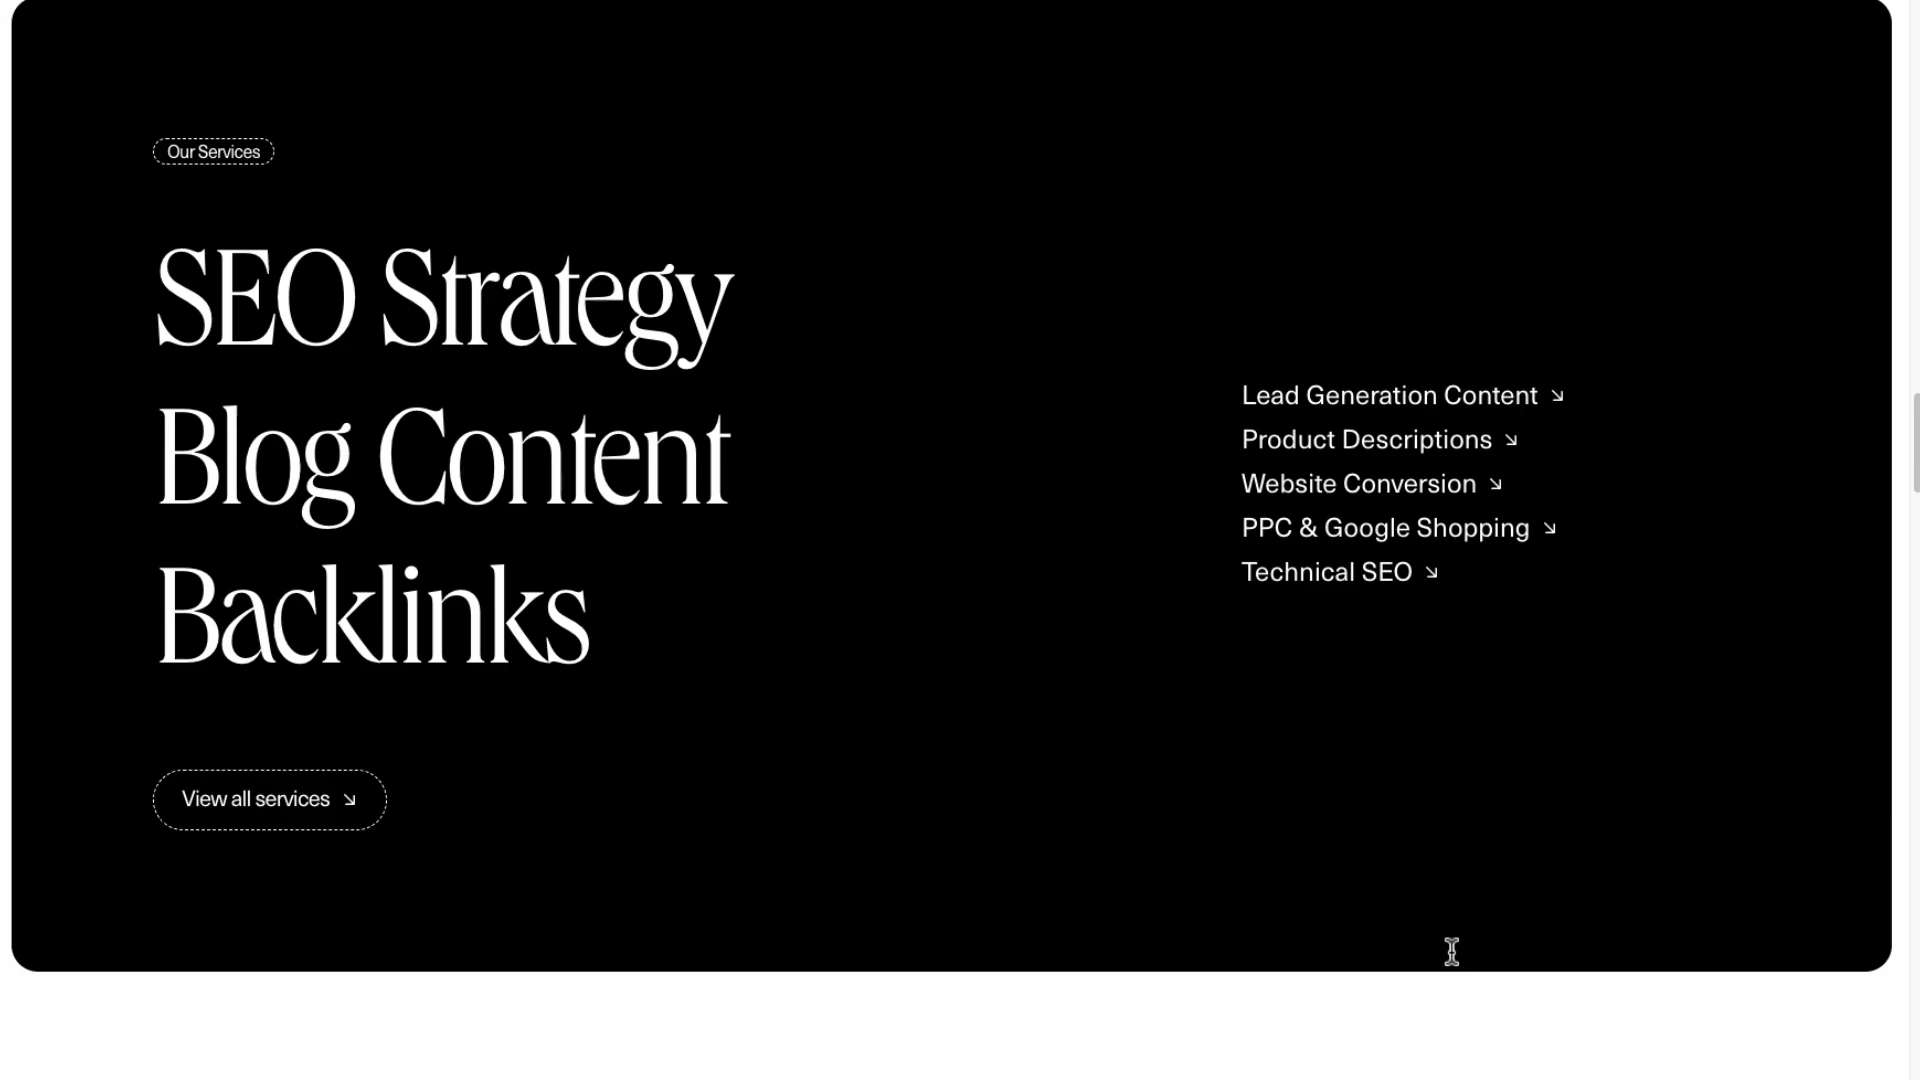 Our Services
SEO Strategy
Blog Content
Backlinks
View all services
Lead Generation Content
Product Descriptions
Website Conversion
PPC & Google Shopping
Technical SEO